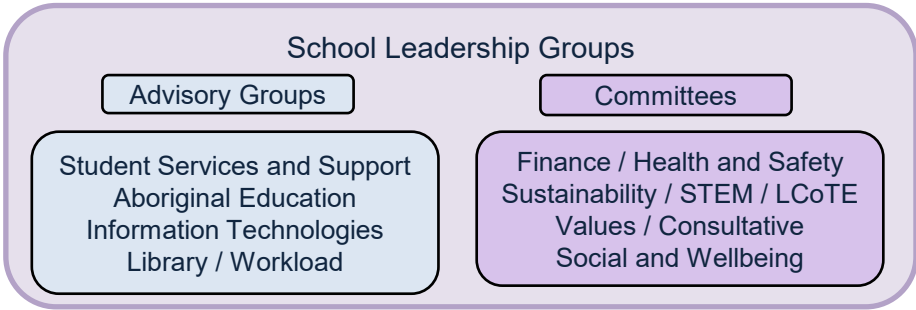 School Leadership Groups
Advisory Groups
Student Services and Support
Aboriginal Education
Information Technologies
Library / Workload
Committees
Finance / Health and Safety
Sustainability / STEM / LCoTE
Values / Consultative
Social and Wellbeing